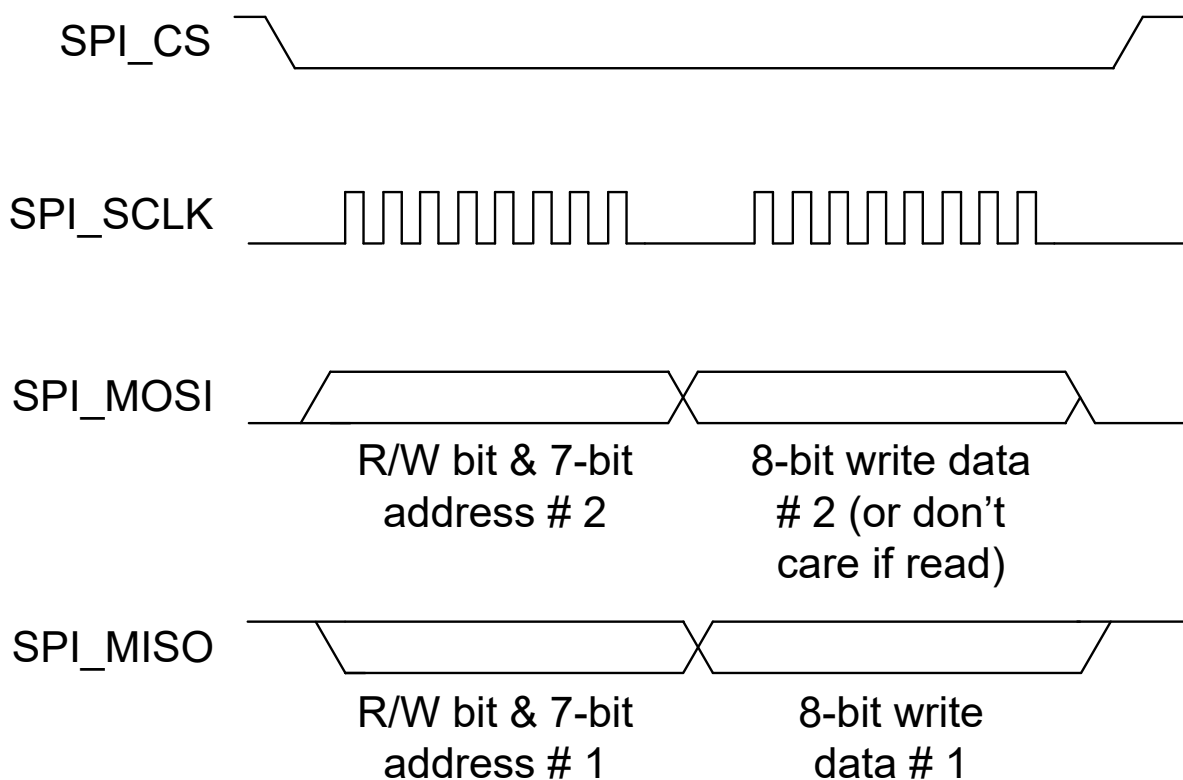 SPI_CS
SPI_SCLK
SPI_MOSI
R/W bit & 7-bit
address # 2
8-bit write data
# 2 (or don’t
care if read)
SPI_MISO
R/W bit & 7-bit
address # 1
8-bit write
data # 1